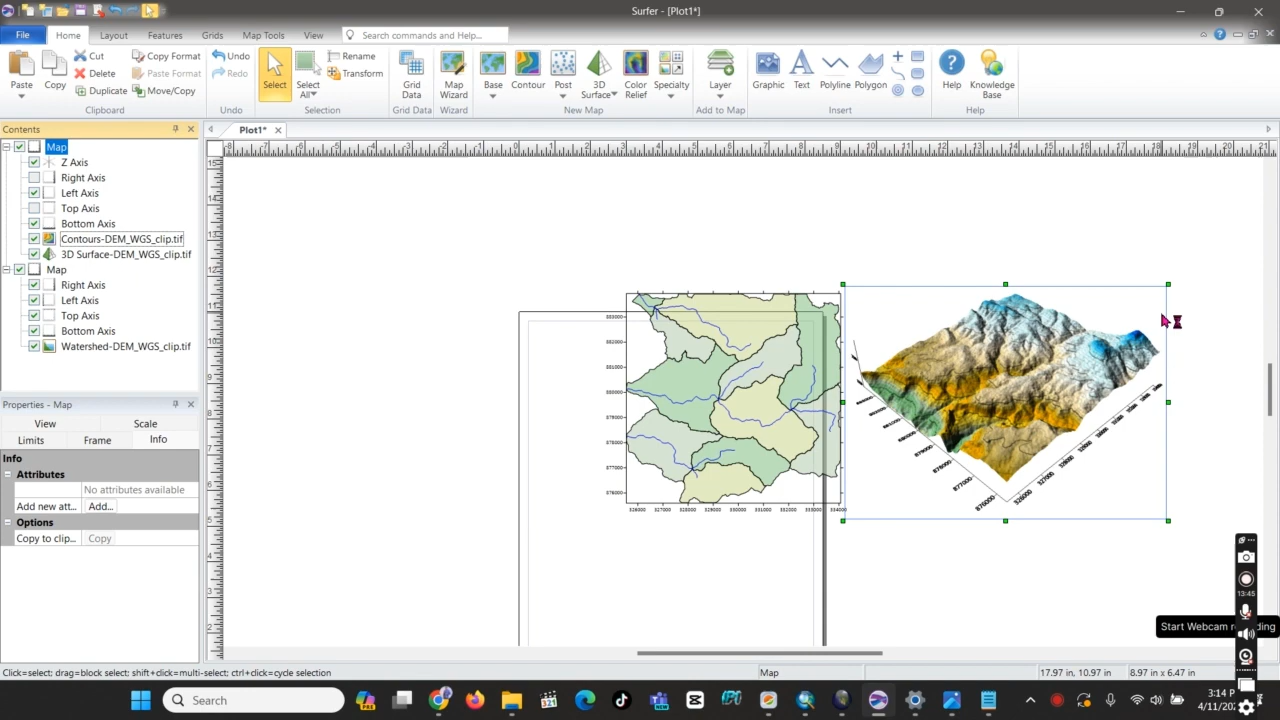 Surfer - [Plot1*]
File Home Layout Features Grids Map Tools View Search commands and Help...
Paste Copy Cut Delete Duplicate Copy Format Paste Format Move/Copy
Undo Redo
Select Select All Rename Transform
Grid Data Map Wizard Base Contour Post 3D Surface Color Relief Specialty Layer
Graphic Text Polyline Polygon Help Knowledge Base
Clipboard Undo Selection Grid Data Wizard New Map Add to Map Insert Help
Contents
Plot1*
Map
Z Axis
Right Axis
Left Axis
Top Axis
Bottom Axis
Contours-DEM_WGS_clip.tif
3D Surface-DEM_WGS_clip.tif
Map
Right Axis
Left Axis
Top Axis
Bottom Axis
Watershed-DEM_WGS_clip.tif
Properties - Map
View Scale
Limits Frame Info
Info
Attributes
No attributes available
Add new att... Add...
Options
Copy to clip... Copy
13:45
Start Webcam re
ng
Click=select: drag=block select: shift+click=multi-select: ctrl+click=cycle selection
Map
17.97 in, 10.97 in
8.97 in x 6.47 in
Search
3:14 P
4/11/20